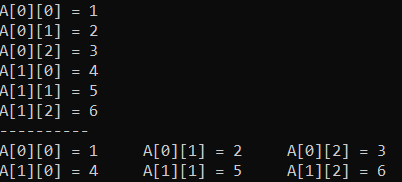 A[0][0] = 1
A[0][1] = 2
A[0][2] = 3
A[1][0] = 4
A[1][1] = 5
A[1][2] = 6
----------
A[0][0] = 1     A[0][1] = 2     A[0][2] = 3
A[1][0] = 4     A[1][1] = 5     A[1][2] = 6